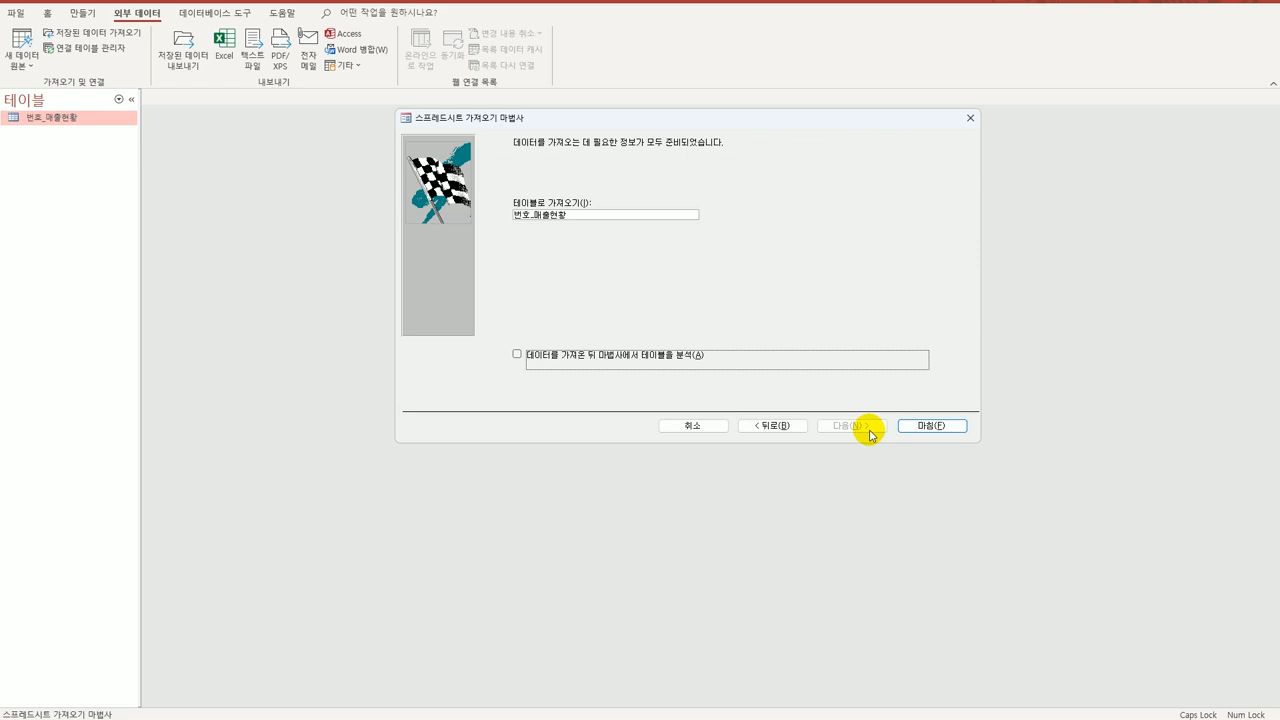 파일 홈 만들기 외부 데이터 데이터베이스 도구 도움말 어떤 작업을 원하시나요?
새 데이터 원본
저장된 데이터 가져오기
연결 테이블 관리자
가져오기 및 연결
저장된 데이터 내보내기
Excel
텍스트 파일
PDF/XPS
전자 메일
Access
Word 병합(W)
기타
내보내기
온라인으로 작업
동기화
변경 내용 취소
목록 데이터 캐시
목록 다시 연결
웹 연결 목록
테이블
번호_매출현황
스프레드시트 가져오기 마법사
데이터를 가져오는 데 필요한 정보가 모두 준비되었습니다.
테이블로 가져오기(I):
번호_매출현황
데이터를 가져온 뒤 마법사에서 테이블을 분석(A)
취소 < 뒤로(B) 다음(N) > 마침(F)
스프레드시트 가져오기 마법사
Caps Lock Num Lock